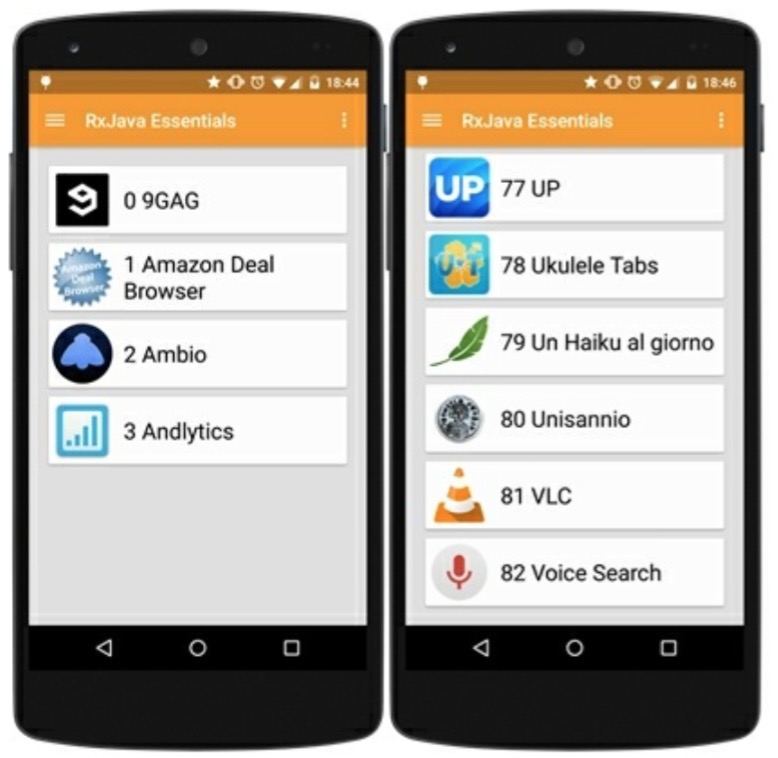 18:44
RxJava Essentials
0 9GAG
Amazon
Deal
Browser
1 Amazon Deal
Browser
2 Ambio
3 Andlytics
18:46
RxJava Essentials
UP
77 UP
UT
78 Ukulele Tabs
79 Un Haiku al giorno
80 Unisannio
81 VLC
82 Voice Search